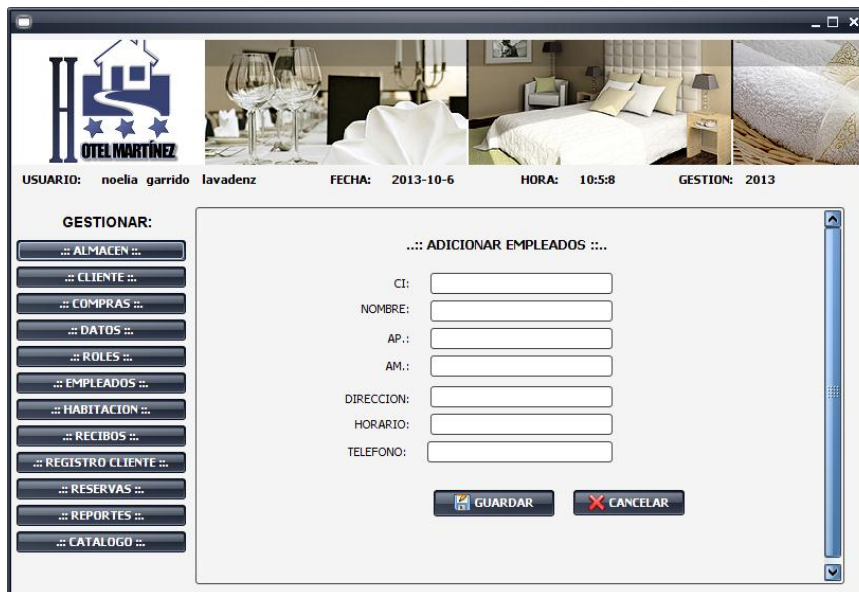 H
OTEL MARTÍNEZ
USUARIO: noelia garrido lavadenz FECHA: 2013-10-6 HORA: 10:5:8 GESTION: 2013
GESTIONAR:
.:: ALMACEN ::.
.:: CLIENTE ::.
.:: COMPRAS ::.
.:: DATOS ::.
.:: ROLES ::.
.:: EMPLEADOS ::.
.:: HABITACION ::.
.:: RECIBOS ::.
.:: REGISTRO CLIENTE ::.
.:: RESERVAS ::.
.:: REPORTES ::.
.:: CATALOGO ::.
..:: ADICIONAR EMPLEADOS ::..
CI:
NOMBRE:
AP.:
AM.:
DIRECCION:
HORARIO:
TELEFONO:
GUARDAR CANCELAR